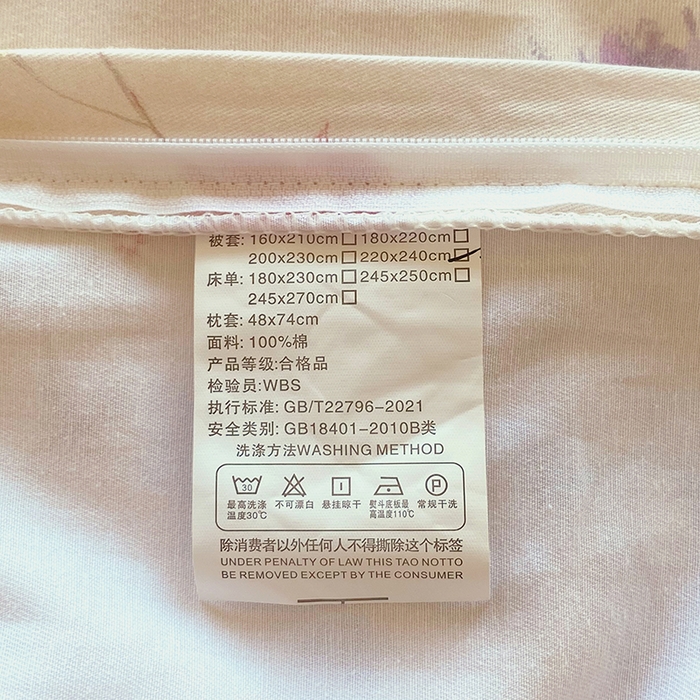 被套: 160x210cm□ 180x220cm□
200x230cm□ 220x240cm☑
床单: 180x230cm□ 245x250cm□
245x270cm□
枕套: 48x74cm
面料: 100%棉
产品等级:合格品
检验员:WBS
执行标准: GB/T22796-2021
安全类别: GB18401-2010B类
洗涤方法WASHING METHOD
30 P
最高洗涤 不可漂白 悬挂晾干 熨斗底板最 常规干洗
温度30℃ 高温度110℃
除消费者以外任何人不得撕除这个标签
UNDER PENALTY OF LAW THIS TAO NOTTO
BE REMOVED EXCEPT BY THE CONSUMER